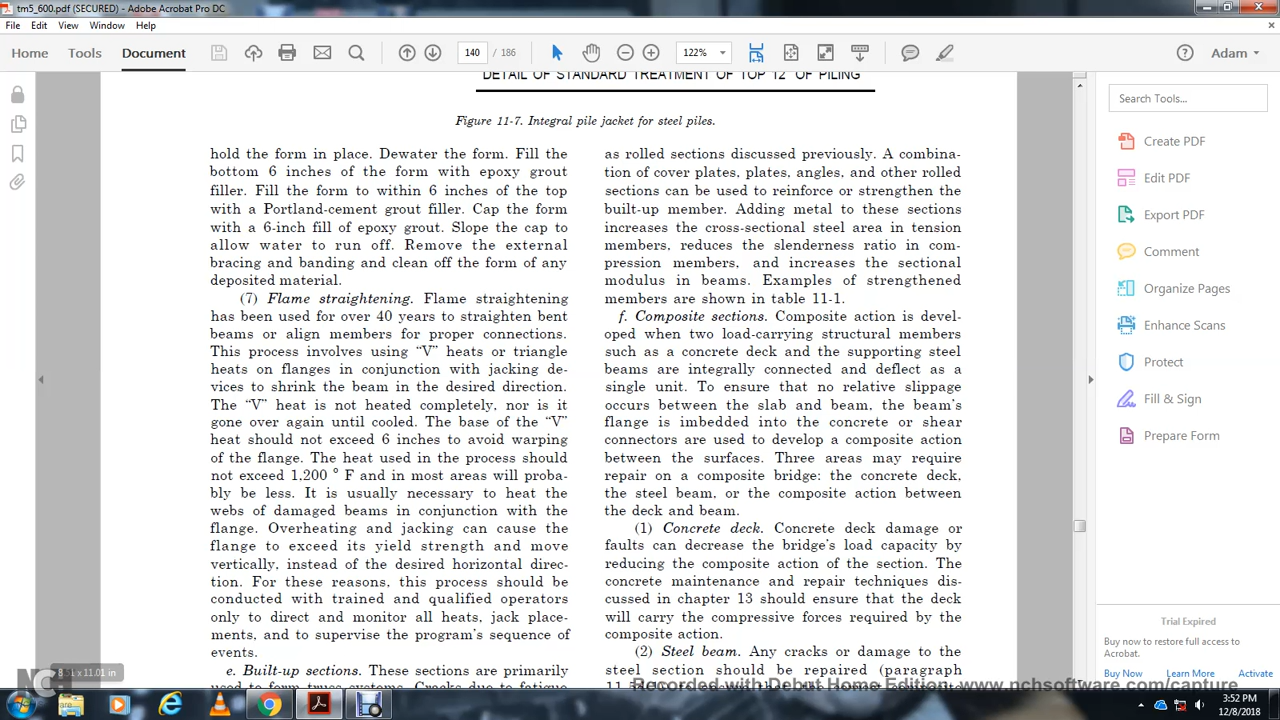 tm5_600.pdf (SECURED) - Adobe Acrobat Pro DC
File Edit View Window Help
Home Tools Document 140 / 186 122% Adam
DETAIL OF STANDARD TREATMENT OF TOP 12" OF PILING
Figure 11-7. Integral pile jacket for steel piles.
hold the form in place. Dewater the form. Fill the
bottom 6 inches of the form with epoxy grout
filler. Fill the form to within 6 inches of the top
with a Portland-cement grout filler. Cap the form
with a 6-inch fill of epoxy grout. Slope the cap to
allow water to run off. Remove the external
bracing and banding and clean off the form of any
deposited material.
(7) Flame straightening. Flame straightening
has been used for over 40 years to straighten bent
beams or align members for proper connections.
This process involves using “V” heats or triangle
heats on flanges in conjunction with jacking de-
vices to shrink the beam in the desired direction.
The “V” heat is not heated completely, nor is it
gone over again until cooled. The base of the “V”
heat should not exceed 6 inches to avoid warping
of the flange. The heat used in the process should
not exceed 1,200 ° F and in most areas will proba-
bly be less. It is usually necessary to heat the
webs of damaged beams in conjunction with the
flange. Overheating and jacking can cause the
flange to exceed its yield strength and move
vertically, instead of the desired horizontal direc-
tion. For these reasons, this process should be
conducted with trained and qualified operators
only to direct and monitor all heats, jack place-
ments, and to supervise the program’s sequence of
events.
e. Built-up sections. These sections are primarily
used to form truss systems. Cracks due to fatigue
as rolled sections discussed previously. A combina-
tion of cover plates, plates, angles, and other rolled
sections can be used to reinforce or strengthen the
built-up member. Adding metal to these sections
increases the cross-sectional steel area in tension
members, reduces the slenderness ratio in com-
pression members, and increases the sectional
modulus in beams. Examples of strengthened
members are shown in table 11-1.
f. Composite sections. Composite action is devel-
oped when two load-carrying structural members
such as a concrete deck and the supporting steel
beams are integrally connected and deflect as a
single unit. To ensure that no relative slippage
occurs between the slab and beam, the beam’s
flange is imbedded into the concrete or shear
connectors are used to develop a composite action
between the surfaces. Three areas may require
repair on a composite bridge: the concrete deck,
the steel beam, or the composite action between
the deck and beam.
(1) Concrete deck. Concrete deck damage or
faults can decrease the bridge’s load capacity by
reducing the composite action of the section. The
concrete maintenance and repair techniques dis-
cussed in chapter 13 should ensure that the deck
will carry the compressive forces required by the
composite action.
(2) Steel beam. Any cracks or damage to the
steel section should be repaired (paragraph
Search Tools...
Create PDF
Edit PDF
Export PDF
Comment
Organize Pages
Enhance Scans
Protect
Fill & Sign
Prepare Form
Trial Expired
Buy now to restore full access to
Acrobat.
Buy Now Learn More Activate
8.51 x 11.01 in
NCH
Recorded with Debut Home Edition: www.nchsoftware.com/capture
3:52 PM
12/8/2018